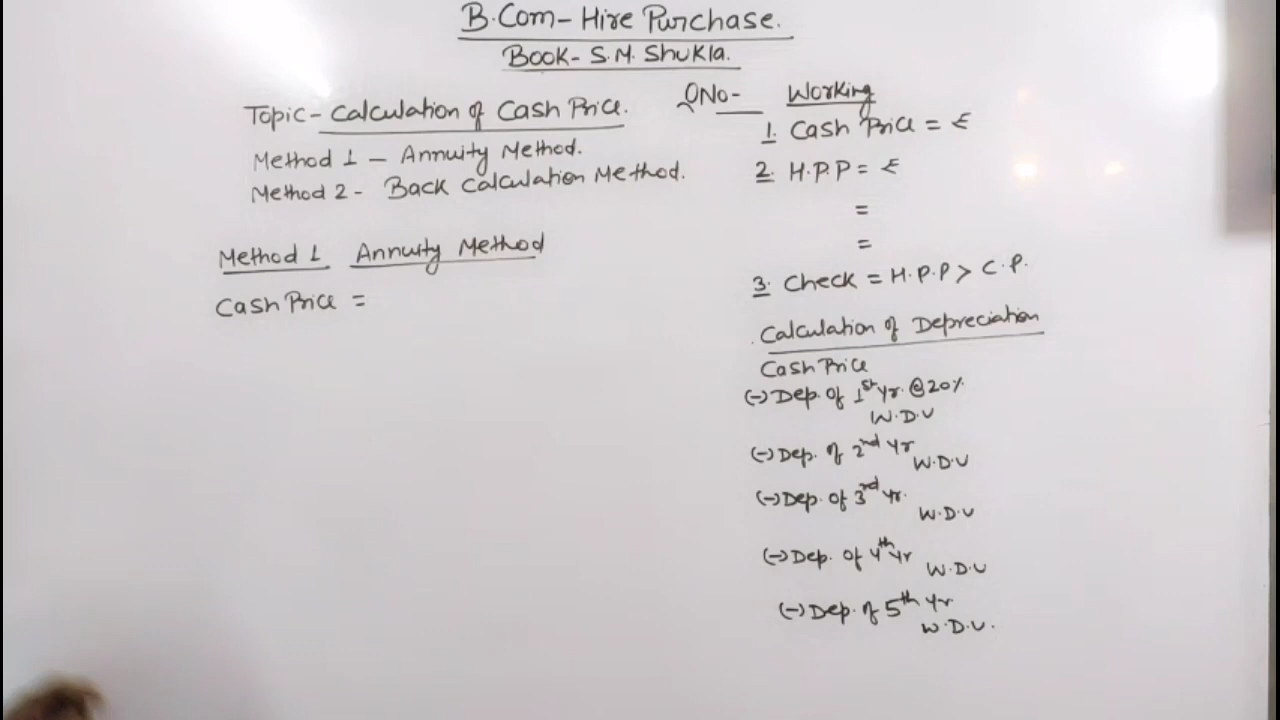 B.Com- Hire Purchase.
Book- S.M. Shukla.
Topic- Calculation of Cash Price.
Method 1 - Annuity Method.
Method 2- Back Calculation Method.
Method 1 Annuity Method
Cash Price =
QNo-
Working
1. Cash Price = ₹
2. H.P.P = ₹
=
=
3. Check = H.P.P > C.P.
Calculation of Depreciation
Cash Price
(-) Dep. of 1st yr. @20%
W.D.V
(-) Dep. of 2nd yr
W.D.V
(-) Dep. of 3rd yr.
W.D.V
(-) Dep. of 4th yr
W.D.V
(-) Dep. of 5th yr
W.D.V.